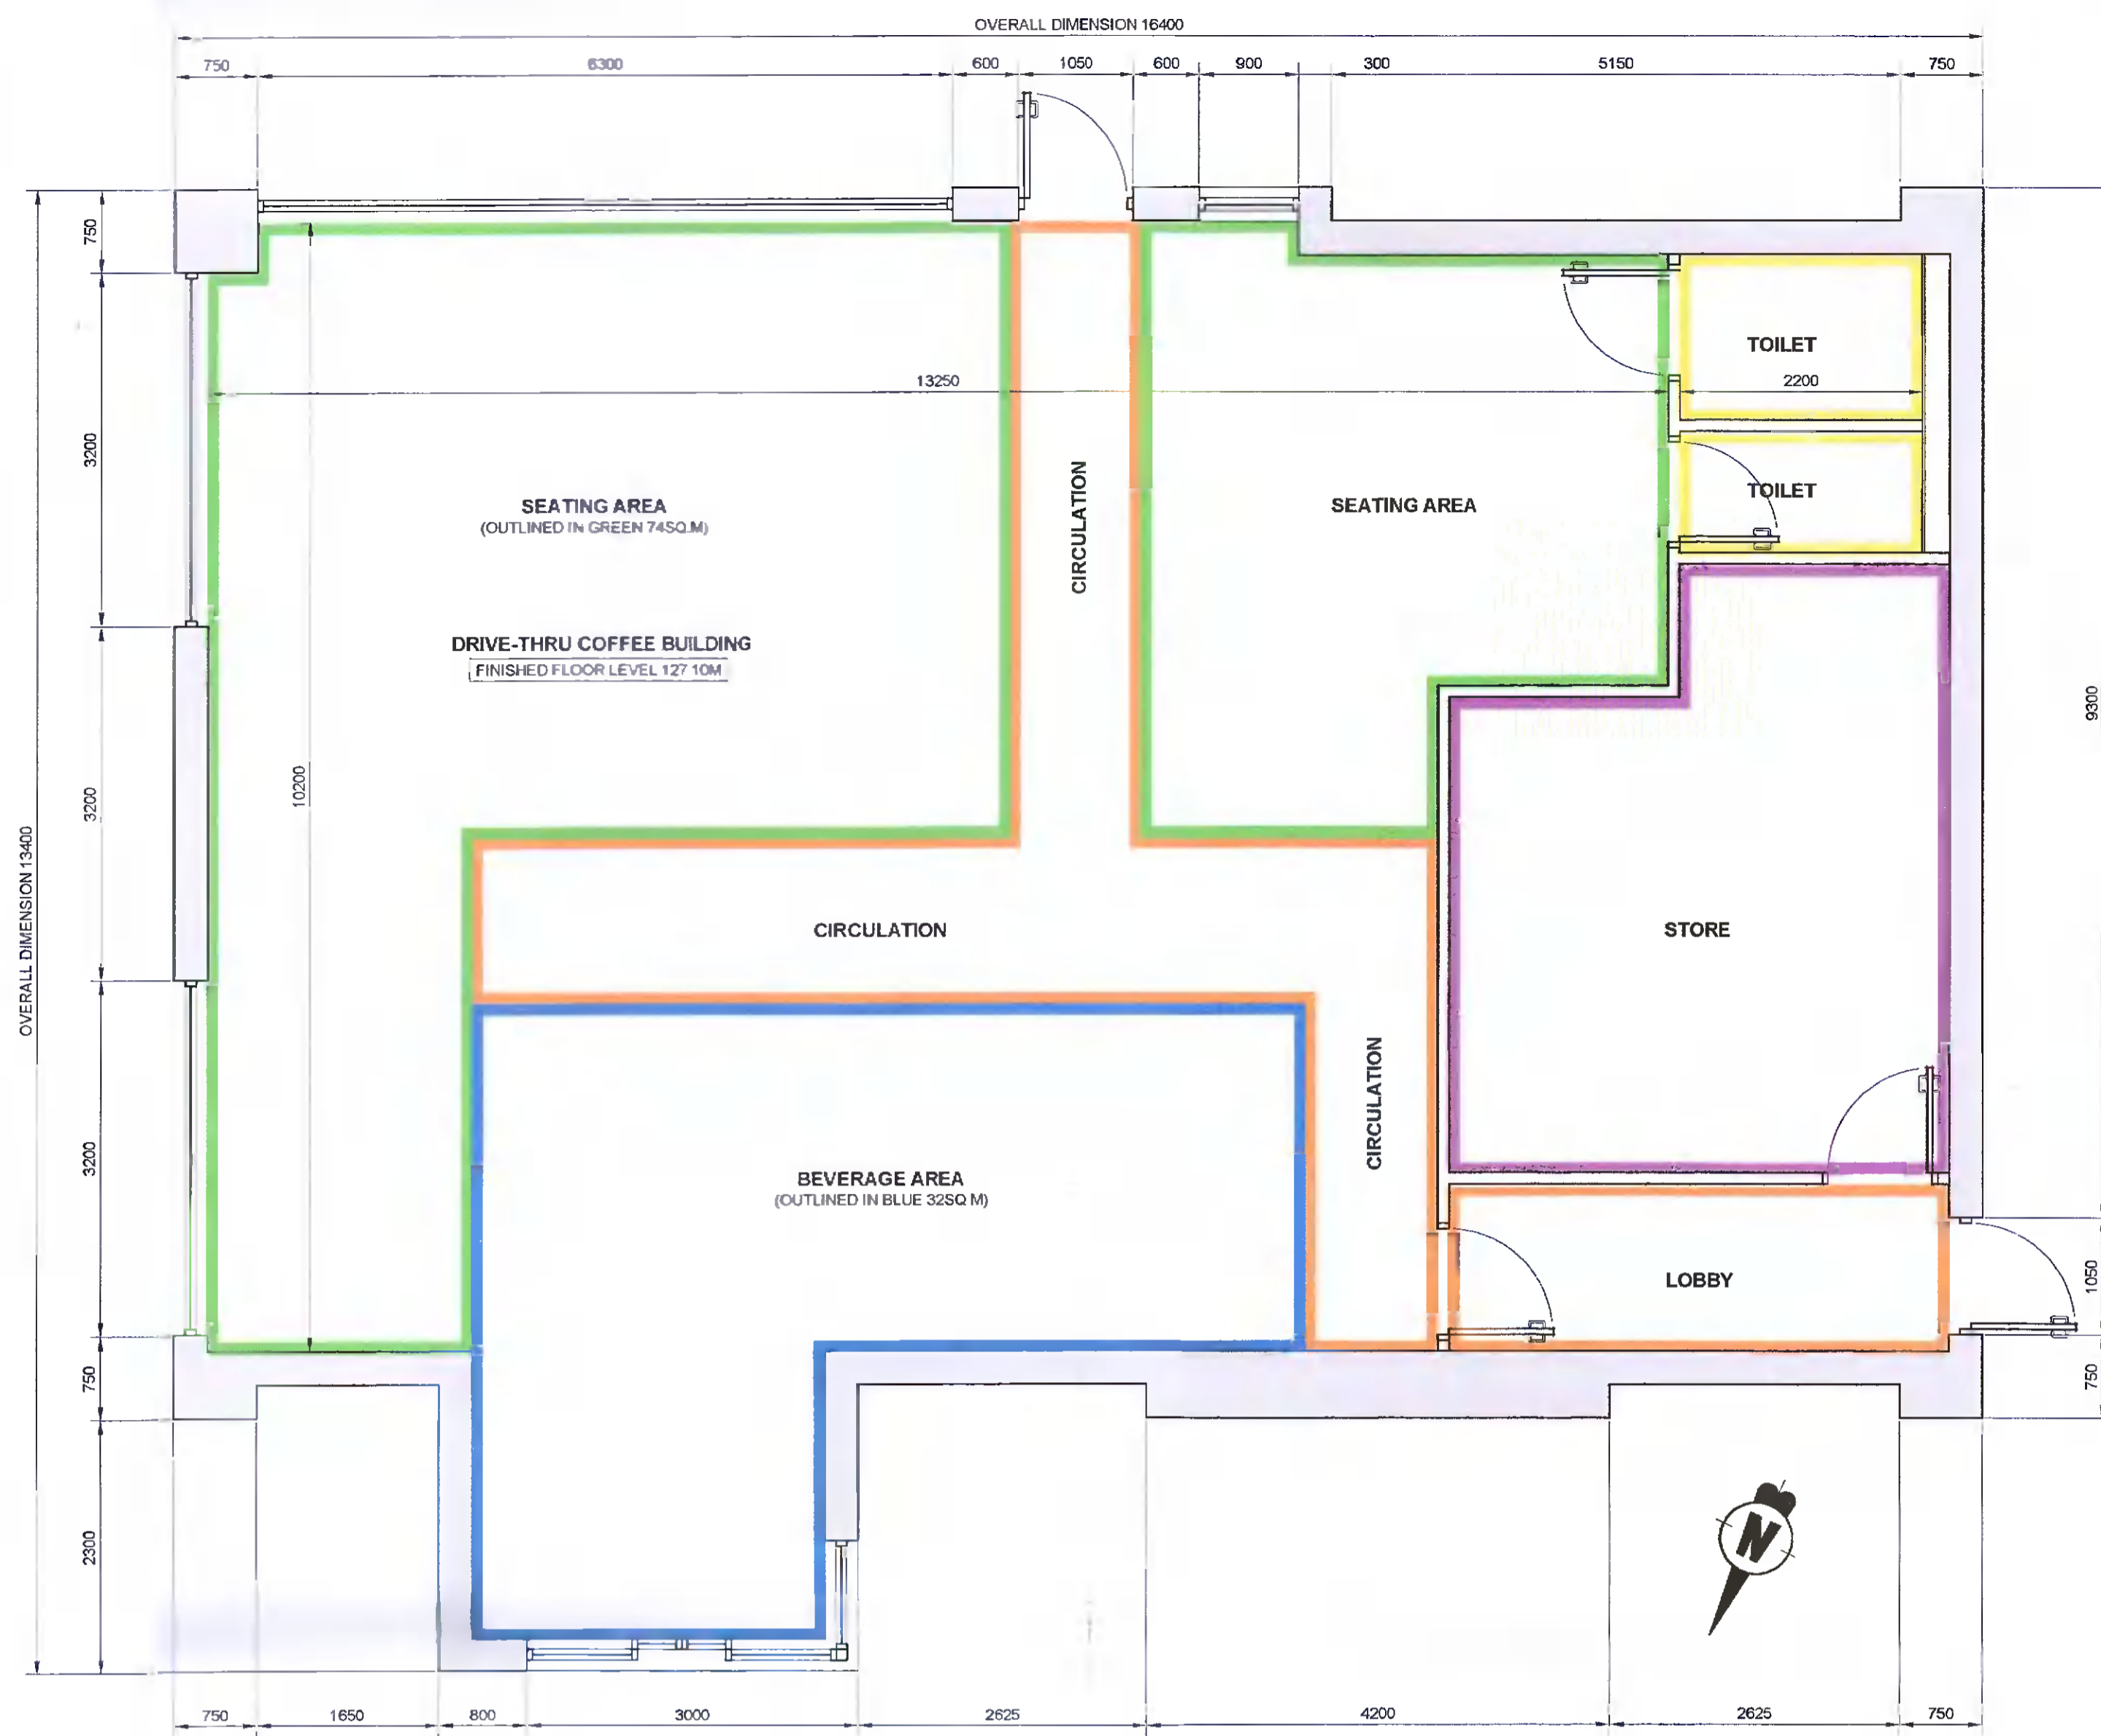 OVERALL DIMENSION 16400
750
6300
600
1050
600
900
300
5150
750
750
3200
3200
3200
750
2300
OVERALL DIMENSION 13400
13250
10200
SEATING AREA
(OUTLINED IN GREEN 74SQ.M)
DRIVE-THRU COFFEE BUILDING
FINISHED FLOOR LEVEL 127 10M
CIRCULATION
SEATING AREA
TOILET
2200
TOILET
CIRCULATION
STORE
CIRCULATION
BEVERAGE AREA
(OUTLINED IN BLUE 32SQ M)
LOBBY
9300
1050
750
N
750
1650
800
3000
2625
4200
2625
750